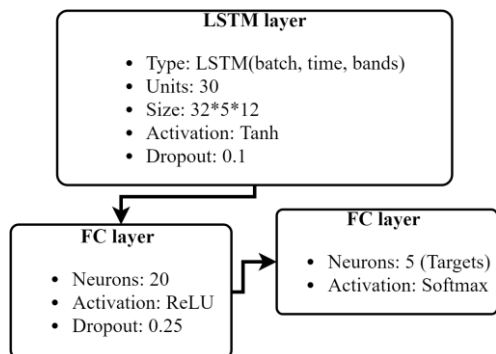 LSTM layer
• Type: LSTM(batch, time, bands)
• Units: 30
• Size: 32*5*12
• Activation: Tanh
• Dropout: 0.1
FC layer
• Neurons: 20
• Activation: ReLU
• Dropout: 0.25
FC layer
• Neurons: 5 (Targets)
• Activation: Softmax